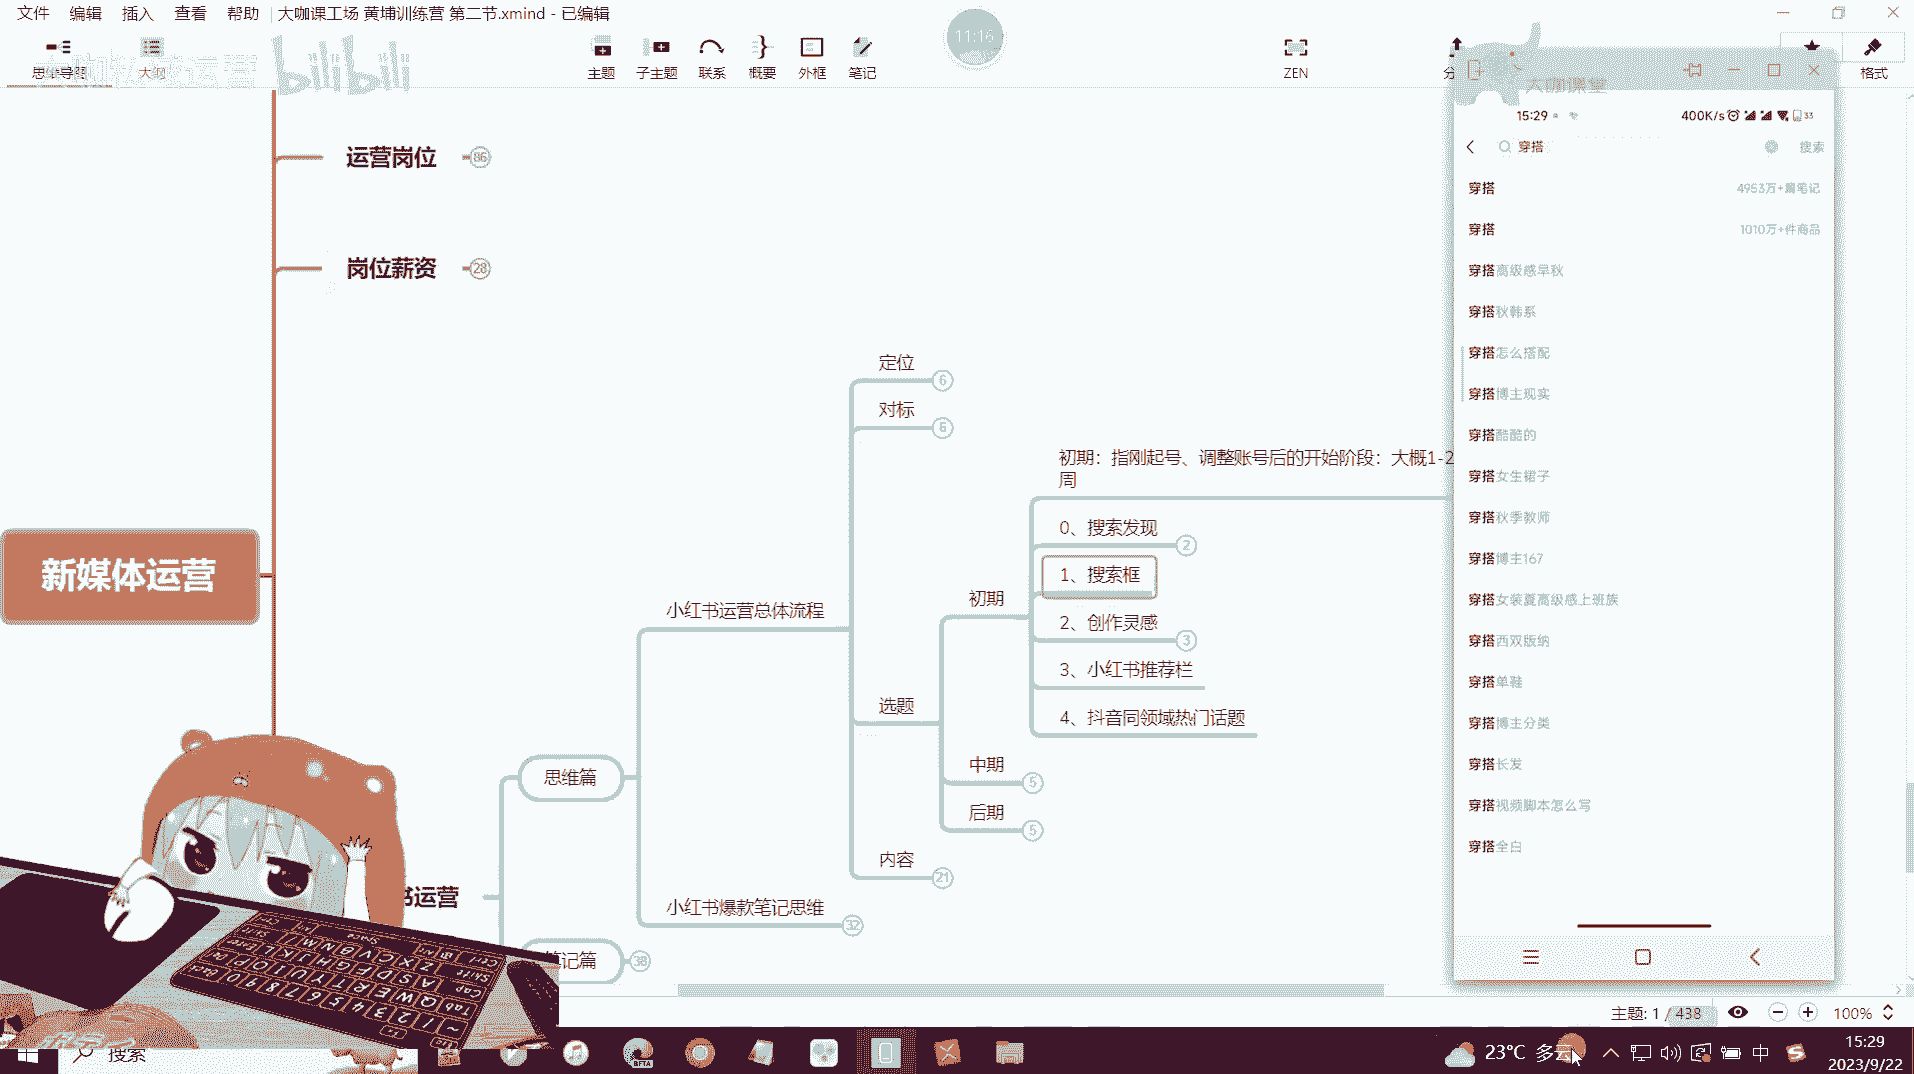 文件 编辑 插入 查看 帮助 大咖课工场 黄埔训练营 第二节.xmind - 已编辑
思维导图 大纲 主题 子主题 联系 概要 外框 笔记 ZEN 格式
bilibili
11:16
大咖课堂
运营岗位 86
岗位薪资 28
新媒体运营
书运营
思维篇
笔记篇 38
小红书运营总体流程
小红书爆款笔记思维 32
定位 6
对标 6
选题
内容 21
初期
中期 5
后期 5
初期：指刚起号、调整账号后的开始阶段：大概1-2
周
0、搜索发现 2
1、搜索框
2、创作灵感 3
3、小红书推荐栏
4、抖音同领域热门话题
15:29 400K/s 33
穿搭 搜索
穿搭 4953万+篇笔记
穿搭 1010万+件商品
穿搭高级感早秋
穿搭秋韩系
穿搭怎么搭配
穿搭博主现实
穿搭酷酷的
穿搭女生裙子
穿搭秋季教师
穿搭博主167
穿搭女装夏高级感上班族
穿搭西双版纳
穿搭单鞋
穿搭博主分类
穿搭长发
穿搭视频脚本怎么写
穿搭全白
主题: 1 / 438 100%
搜索
BETA
23°C 多云 中
15:29
2023/9/22